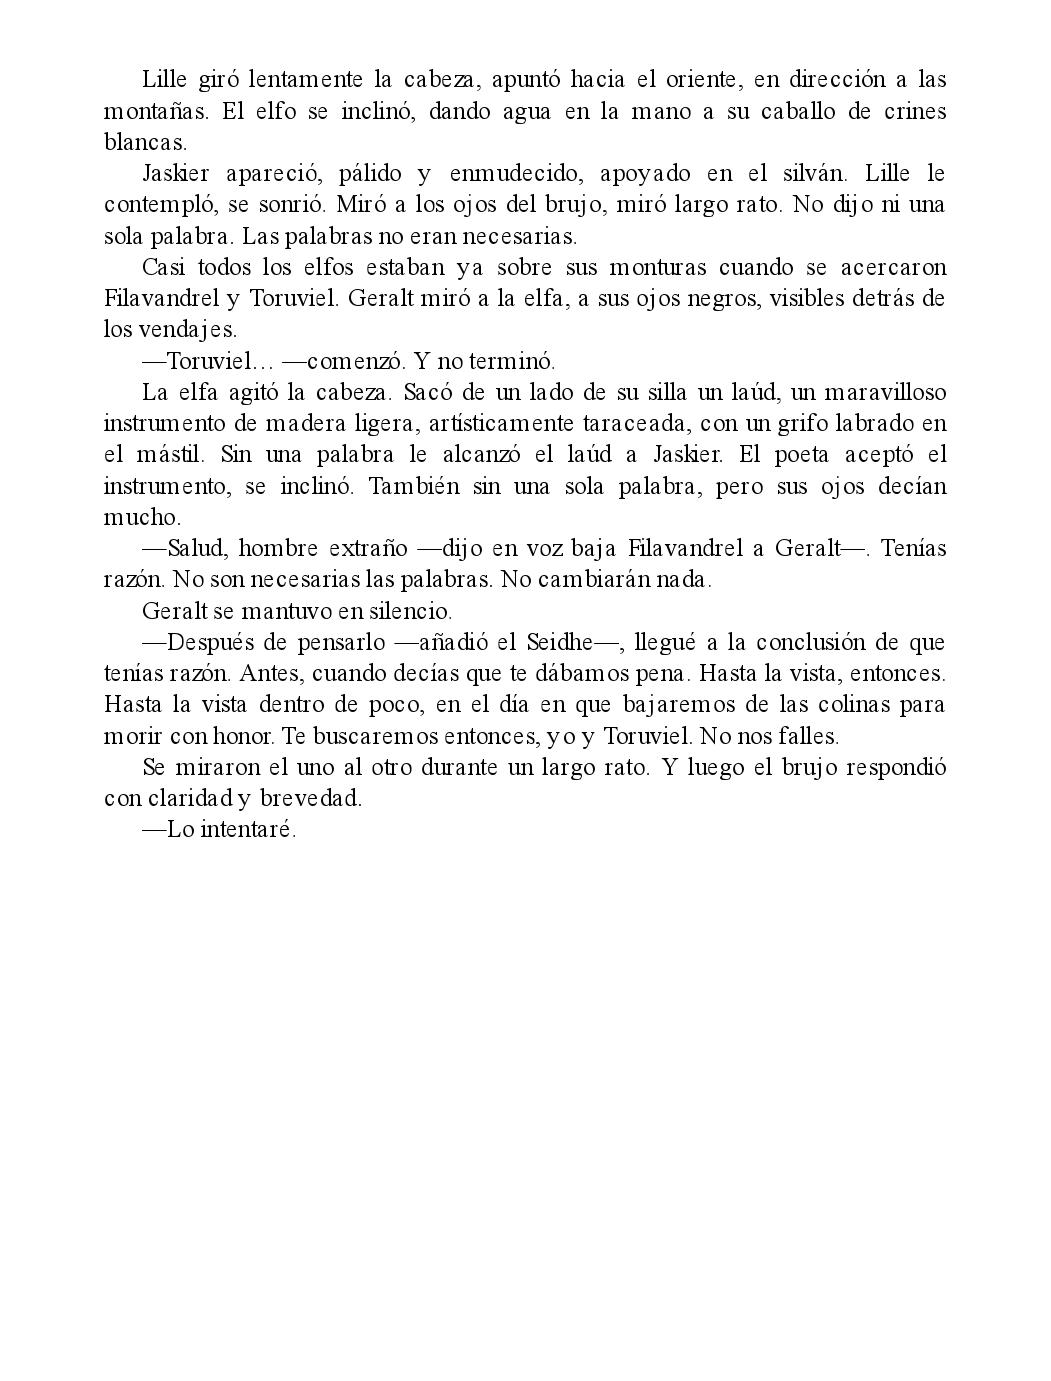 Lille giró lentamente la cabeza, apuntó hacia el oriente, en dirección a las
montañas. El elfo se inclinó, dando agua en la mano a su caballo de crines
blancas.
Jaskier apareció, pálido y enmudecido, apoyado en el silván. Lille le
contempló, se sonrió. Miró a los ojos del brujo, miró largo rato. No dijo ni una
sola palabra. Las palabras no eran necesarias.
Casi todos los elfos estaban ya sobre sus monturas cuando se acercaron
Filavandrel y Toruviel. Geralt miró a la elfa, a sus ojos negros, visibles detrás de
los vendajes.
—Toruviel… —comenzó. Y no terminó.
La elfa agitó la cabeza. Sacó de un lado de su silla un laúd, un maravilloso
instrumento de madera ligera, artísticamente taraceada, con un grifo labrado en
el mástil. Sin una palabra le alcanzó el laúd a Jaskier. El poeta aceptó el
instrumento, se inclinó. También sin una sola palabra, pero sus ojos decían
mucho.
—Salud, hombre extraño —dijo en voz baja Filavandrel a Geralt—. Tenías
razón. No son necesarias las palabras. No cambiarán nada.
Geralt se mantuvo en silencio.
—Después de pensarlo —añadió el Seidhe—, llegué a la conclusión de que
tenías razón. Antes, cuando decías que te dábamos pena. Hasta la vista, entonces.
Hasta la vista dentro de poco, en el día en que bajaremos de las colinas para
morir con honor. Te buscaremos entonces, yo y Toruviel. No nos falles.
Se miraron el uno al otro durante un largo rato. Y luego el brujo respondió
con claridad y brevedad.
—Lo intentaré.